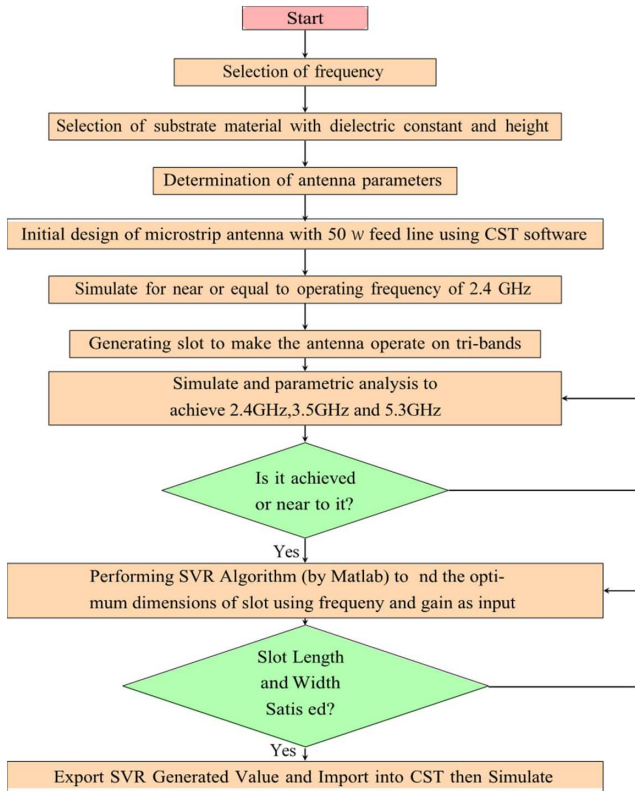 Start
Selection of frequency
Selection of substrate material with dielectric constant and height
Determination of antenna parameters
Initial design of microstrip antenna with 50 w feed line using CST software
Simulate for near or equal to operating frequency of 2.4 GHz
Generating slot to make the antenna operate on tri-bands
Simulate and parametric analysis to
achieve 2.4GHz,3.5GHz and 5.3GHz
Is it achieved
or near to it?
Yes
Performing SVR Algorithm (by Matlab) to nd the opti-
mum dimensions of slot using frequeny and gain as input
Slot Length
and Width
Satis ed?
Yes
Export SVR Generated Value and Import into CST then Simulate